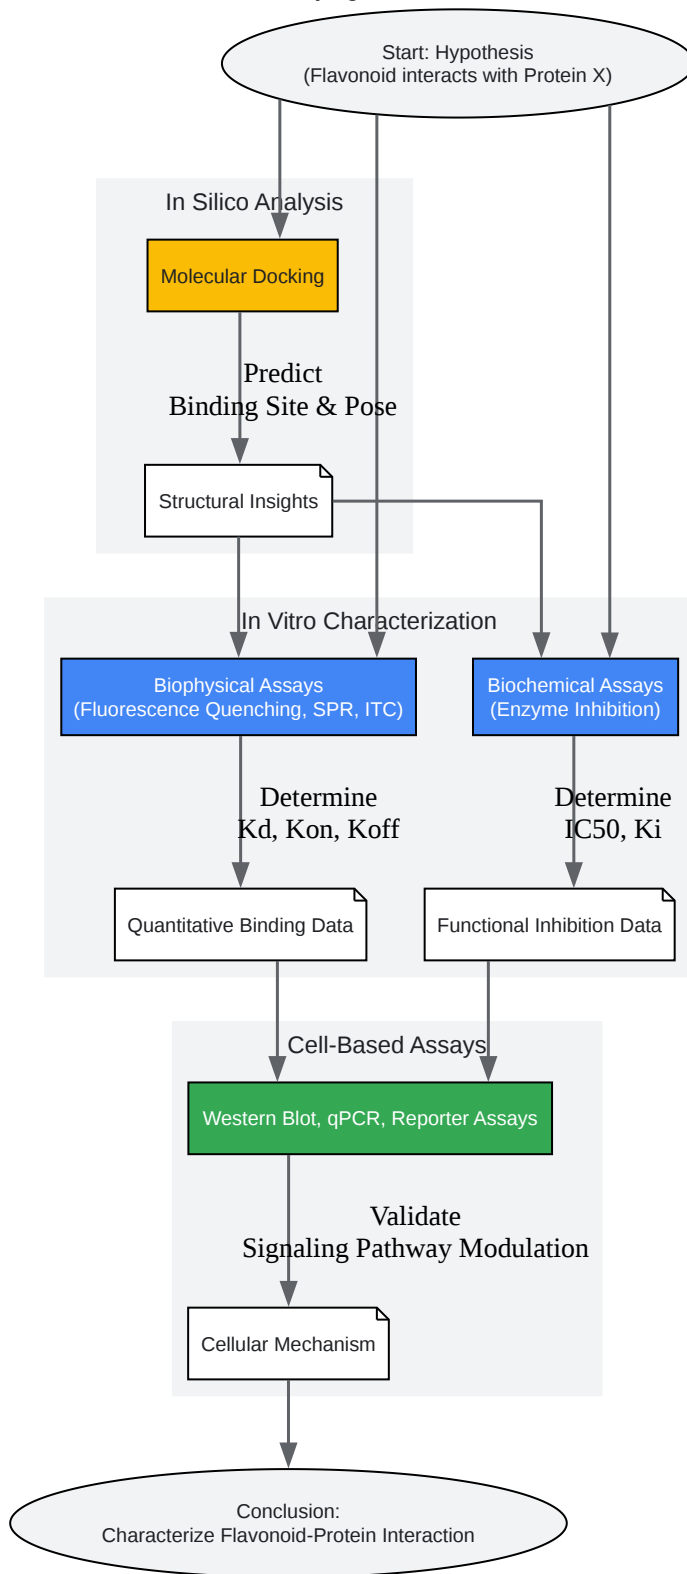 Start: Hypothesis
(Flavonoid interacts with Protein X)
In Silico Analysis
Molecular Docking
Predict
Binding Site & Pose
Structural Insights
In Vitro Characterization
Biophysical Assays
(Fluorescence Quenching, SPR, ITC)
Biochemical Assays
(Enzyme Inhibition)
Determine
Kd, Kon, Koff
Determine
IC50, Ki
Quantitative Binding Data
Functional Inhibition Data
Cell-Based Assays
Western Blot, qPCR, Reporter Assays
Validate
Signaling Pathway Modulation
Cellular Mechanism
Conclusion:
Characterize Flavonoid-Protein Interaction